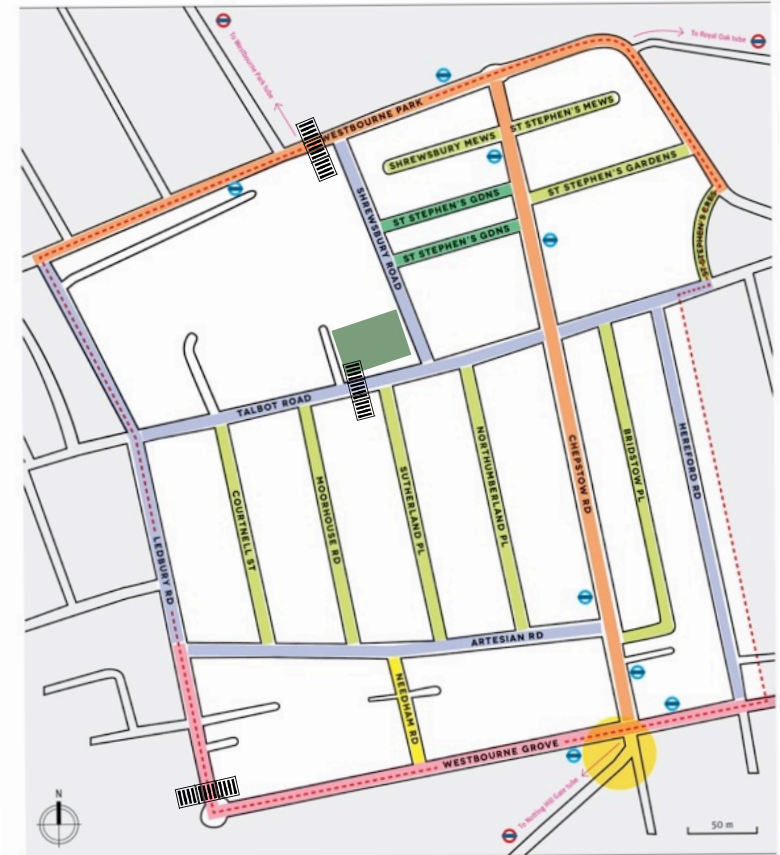 To Westbourne Park tube
To Royal Oak tube
WESTBOURNE PARK
SHREWSBURY MEWS
ST STEPHEN'S MEWS
ST STEPHEN'S GARDENS
ST STEPHEN'S GDNS
ST STEPHEN'S GDNS
SHREWSBURY ROAD
ST STEPHEN'S CRES
TALBOT ROAD
COURTNELL ST
MOORHOUSE RD
SUTHERLAND PL
NORTHUMBERLAND PL
CHEPSTOW RD
BRIDSTOW PL
HEREFORD RD
LEDBURY RD
ARTESIAN RD
NEEDHAM RD
WESTBOURNE GROVE
To Notting Hill Gate tube
N
50 m